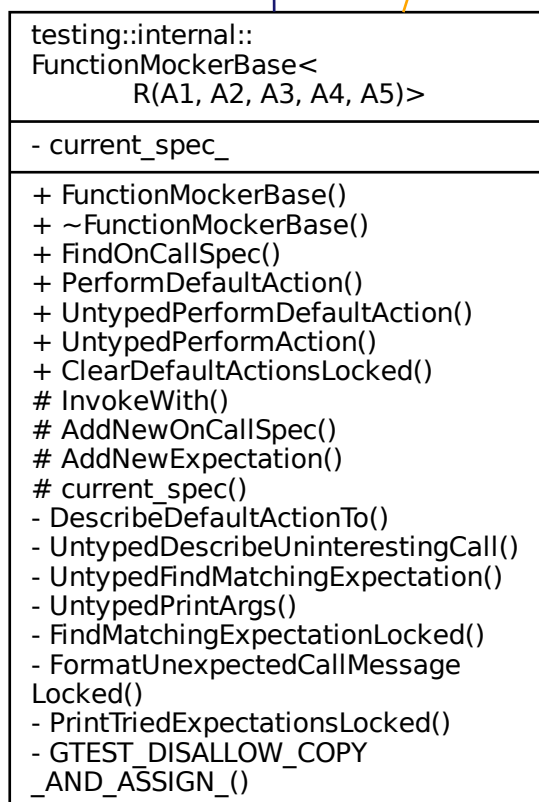 testing::internal::
FunctionMockerBase<
R(A1, A2, A3, A4, A5)>
- current_spec_
+ FunctionMockerBase()
+ ~FunctionMockerBase()
+ FindOnCallSpec()
+ PerformDefaultAction()
+ UntypedPerformDefaultAction()
+ UntypedPerformAction()
+ ClearDefaultActionsLocked()
# InvokeWith()
# AddNewOnCallSpec()
# AddNewExpectation()
# current_spec()
- DescribeDefaultActionTo()
- UntypedDescribeUninterestingCall()
- UntypedFindMatchingExpectation()
- UntypedPrintArgs()
- FindMatchingExpectationLocked()
- FormatUnexpectedCallMessage
Locked()
- PrintTriedExpectationsLocked()
- GTEST_DISALLOW_COPY
_AND_ASSIGN_()